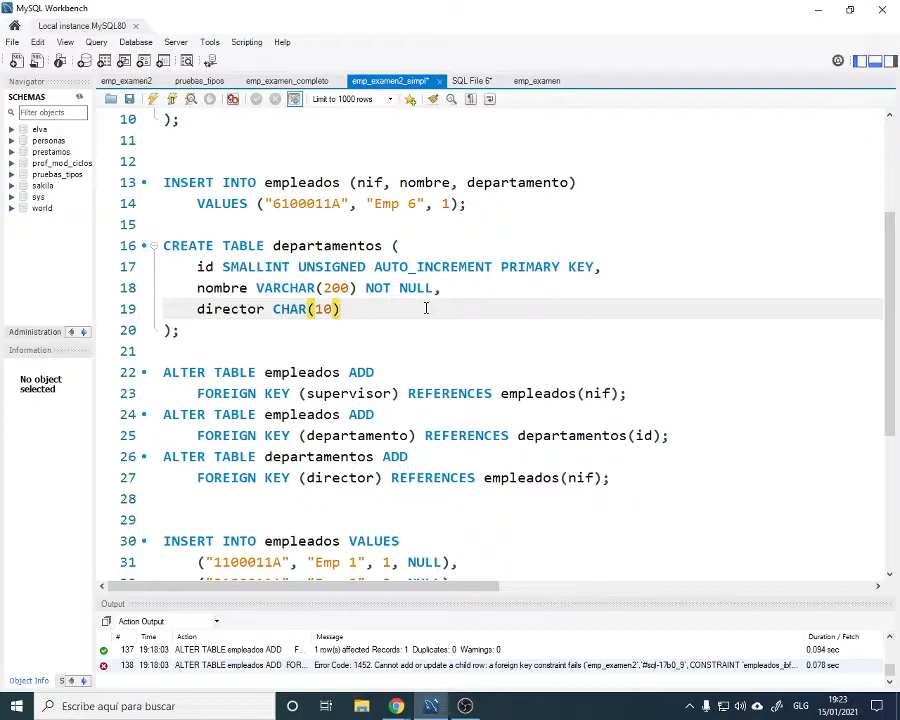 MySQL Workbench
Local instance MySQL80
File Edit View Query Database Server Tools Scripting Help
Navigator
emp_examen2 pruebas_tipos emp_examen_completo emp_examen2_simpl* SQL File 6* emp_examen
SCHEMAS
Limit to 1000 rows
Filter objects
elva
personas
prestamos
prof_mod_ciclos
pruebas_tipos
sakila
sys
world
Administration
Information
No object
selected
10 );
11
12
13 INSERT INTO empleados (nif, nombre, departamento)
14 VALUES ("6100011A", "Emp 6", 1);
15
16 CREATE TABLE departamentos (
17 id SMALLINT UNSIGNED AUTO_INCREMENT PRIMARY KEY,
18 nombre VARCHAR(200) NOT NULL,
19 director CHAR(10)
20 );
21
22 ALTER TABLE empleados ADD
23 FOREIGN KEY (supervisor) REFERENCES empleados(nif);
24 ALTER TABLE empleados ADD
25 FOREIGN KEY (departamento) REFERENCES departamentos(id);
26 ALTER TABLE departamentos ADD
27 FOREIGN KEY (director) REFERENCES empleados(nif);
28
29
30 INSERT INTO empleados VALUES
31 ("1100011A", "Emp 1", 1, NULL),
Output
Action Output
# Time Action Message Duration / Fetch
137 19:18:03 ALTER TABLE empleados ADD F... 1 row(s) affected Records: 1 Duplicates: 0 Warnings: 0 0.094 sec
138 19:18:03 ALTER TABLE empleados ADD FOR... Error Code: 1452. Cannot add or update a child row: a foreign key constraint fails (`emp_examen2`.`#sql-17b0_9`, CONSTRAINT `empleados_ibf... 0.078 sec
Object Info S
Escribe aquí para buscar
GLG
19:23
15/01/2021